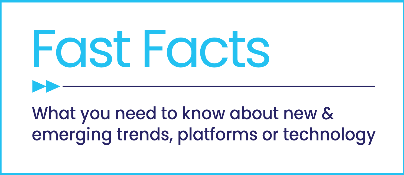 Fast Facts
What you need to know about new &
emerging trends, platforms or technology